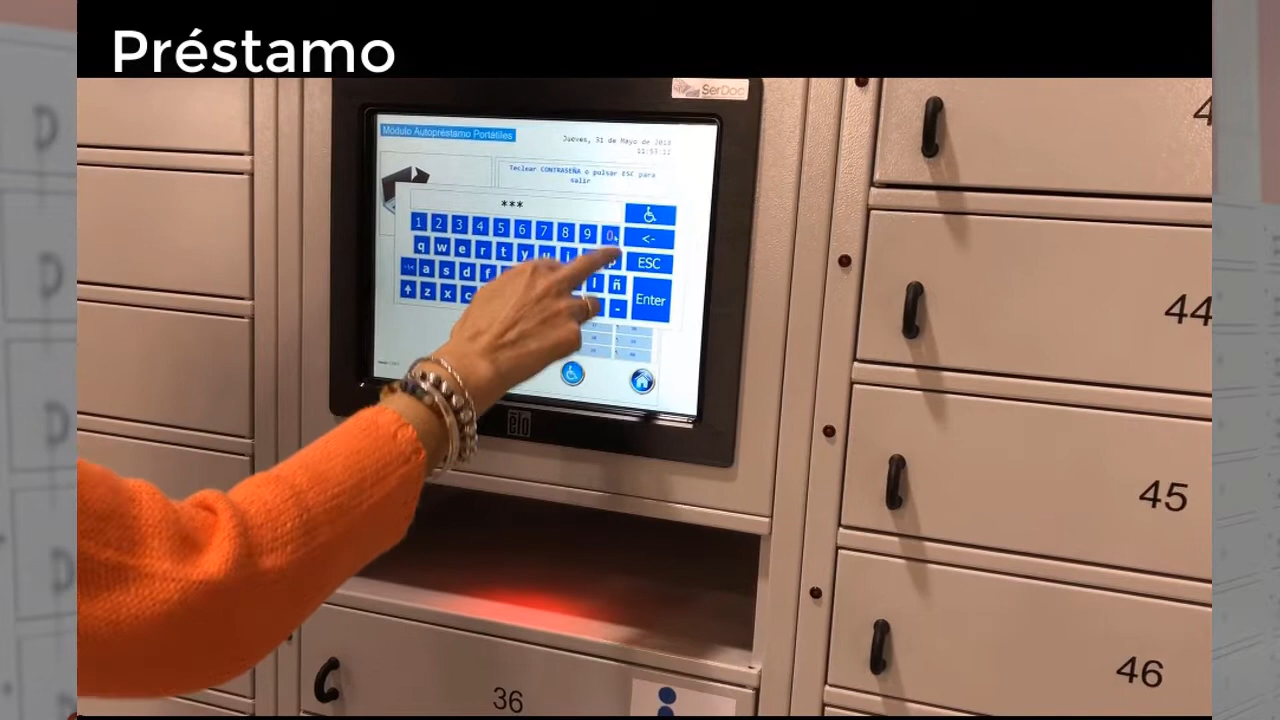 Préstamo
SerDoc
Módulo Autopréstamo Portátiles
Jueves, 31 de Mayo de 2018
Teclear CONTRASEÑA o pulsar ESC para
salir
***
1 2 3 4 5 6 7 8 9 0
<-
q w e r t y u i p
ESC
a s d f l ñ
z x c -
Enter
elo
44
45
46
36